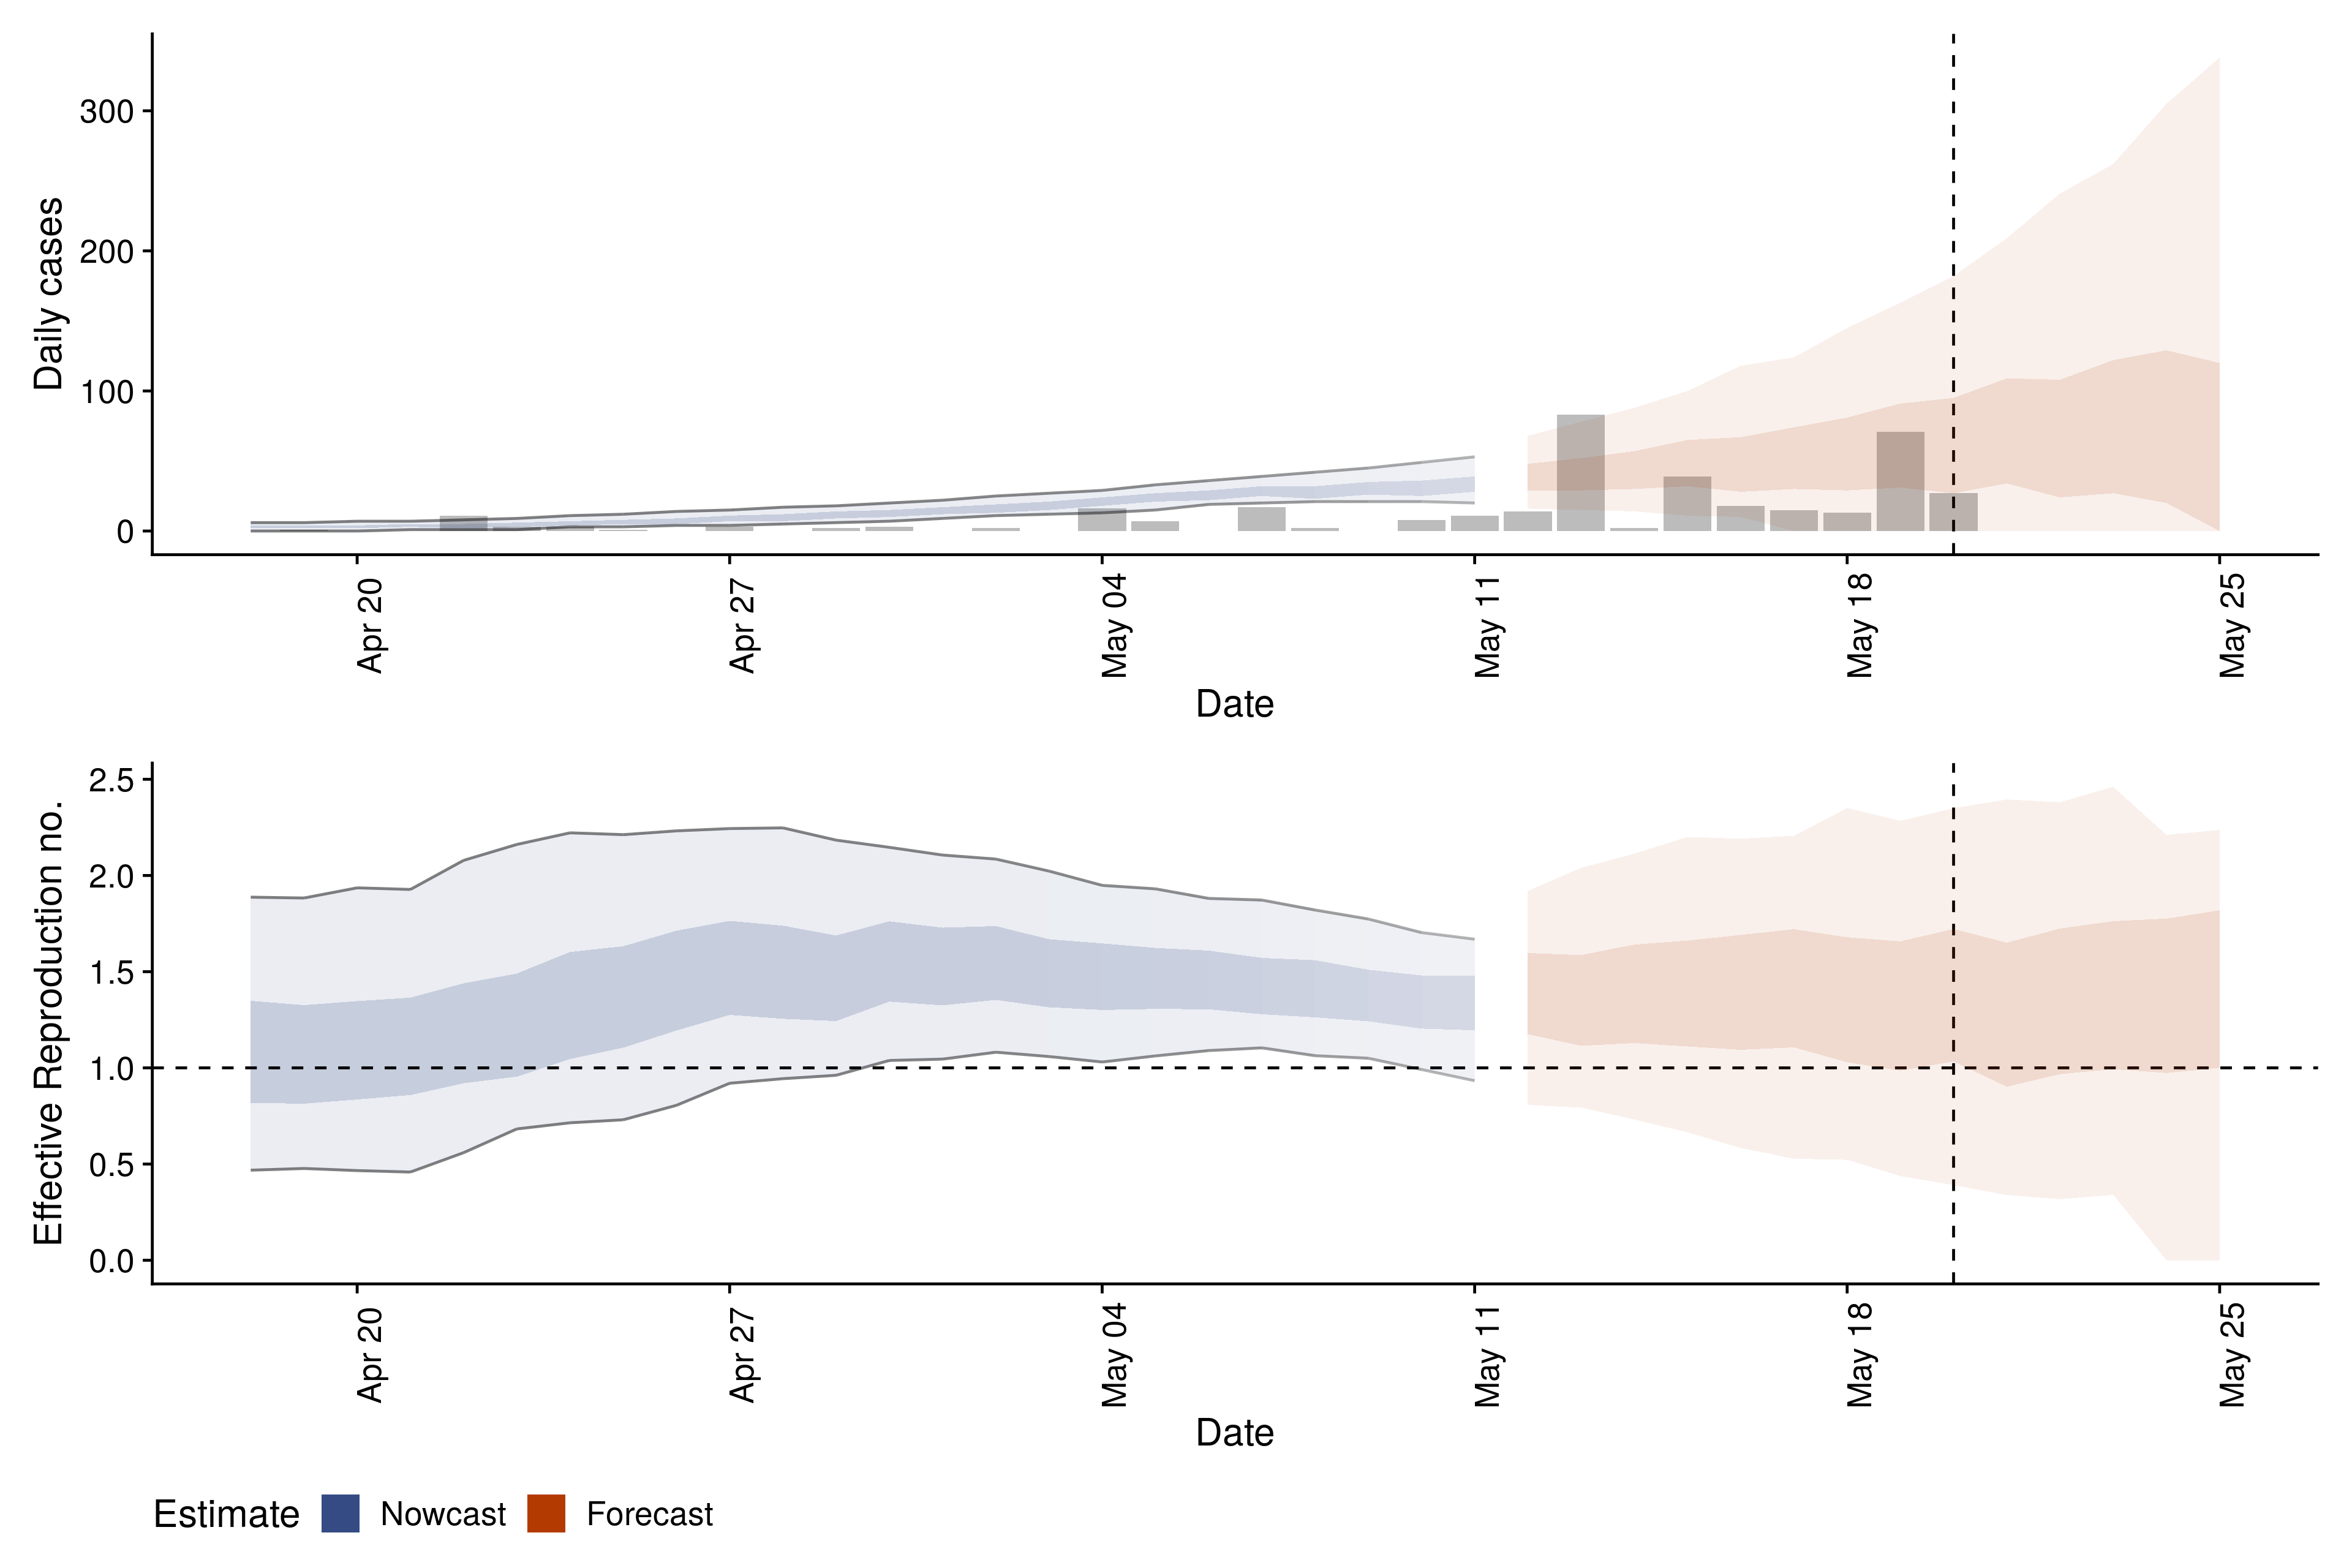 Daily cases
300
200
100
0
Apr 20
Apr 27
May 04
May 11
May 18
May 25
Date
Effective Reproduction no.
2.5
2.0
1.5
1.0
0.5
0.0
Apr 20
Apr 27
May 04
May 11
May 18
May 25
Date
Estimate Nowcast Forecast